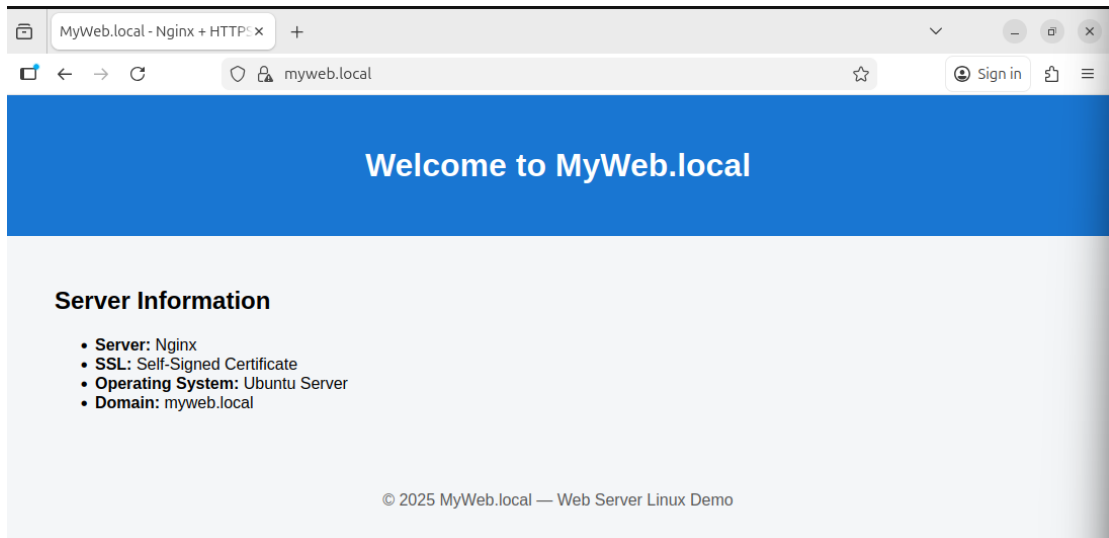 MyWeb.local - Nginx + HTTPS
myweb.local
Sign in
Welcome to MyWeb.local
Server Information
• Server: Nginx
• SSL: Self-Signed Certificate
• Operating System: Ubuntu Server
• Domain: myweb.local
© 2025 MyWeb.local — Web Server Linux Demo